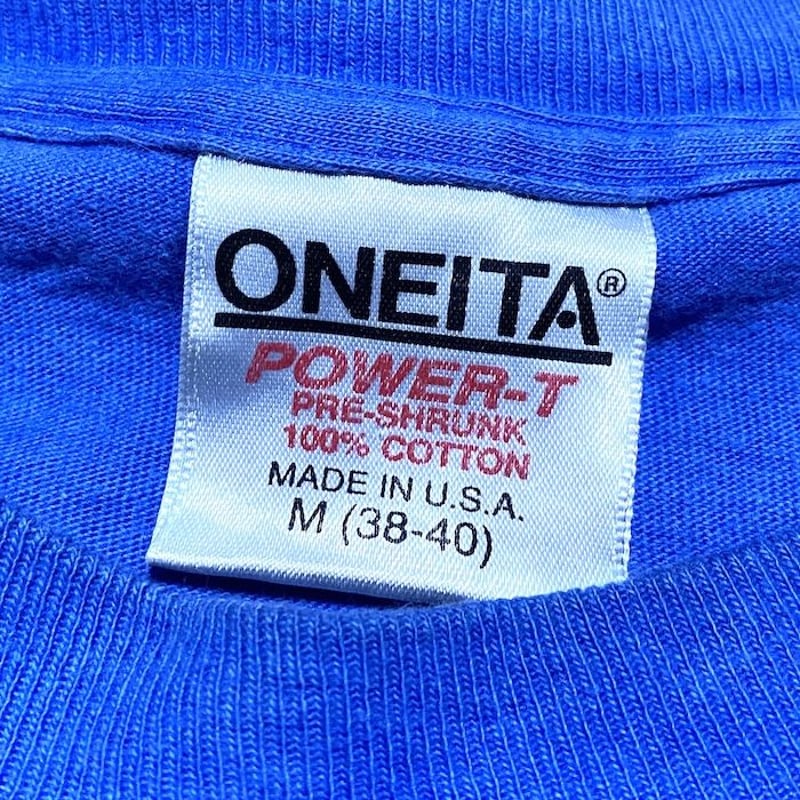 ONEITA®
POWER-T
PRE-SHRUNK
100% COTTON
MADE IN U.S.A.
M (38-40)